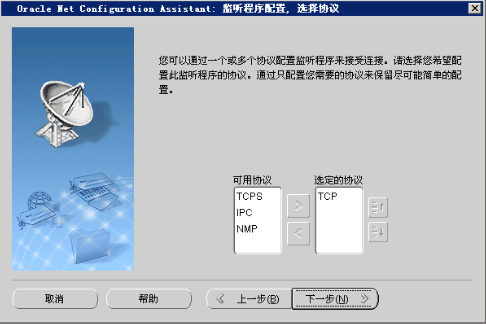 Oracle Net Configuration Assistant: 监听程序配置, 选择协议
您可以通过一个或多个协议配置监听程序来接受连接。请选择您希望配
置此监听程序的协议。通过只配置您需要的协议来保留尽可能简单的配
置。
可用协议
TCPS
IPC
NMP
选定的协议
TCP
取消
帮助
上一步(B)
下一步(N)